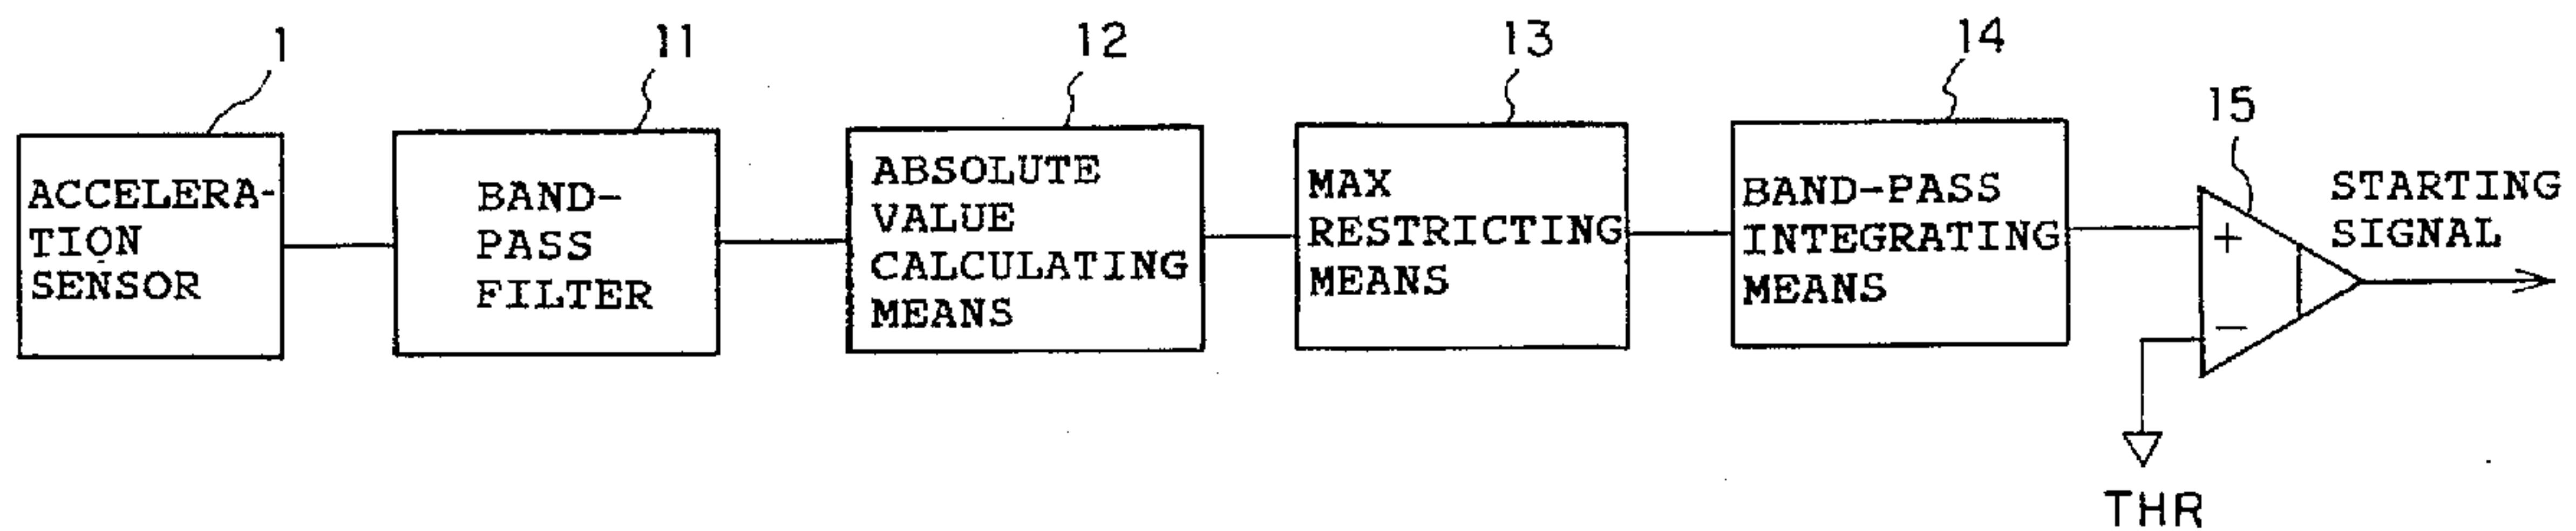 1
11
12
13
14
15
ACCELERA-
TION
SENSOR
BAND-
PASS
FILTER
ABSOLUTE
VALUE
CALCULATING
MEANS
MAX
RESTRICTING
MEANS
BAND-PASS
INTEGRATING
MEANS
+
−
STARTING
SIGNAL
THR